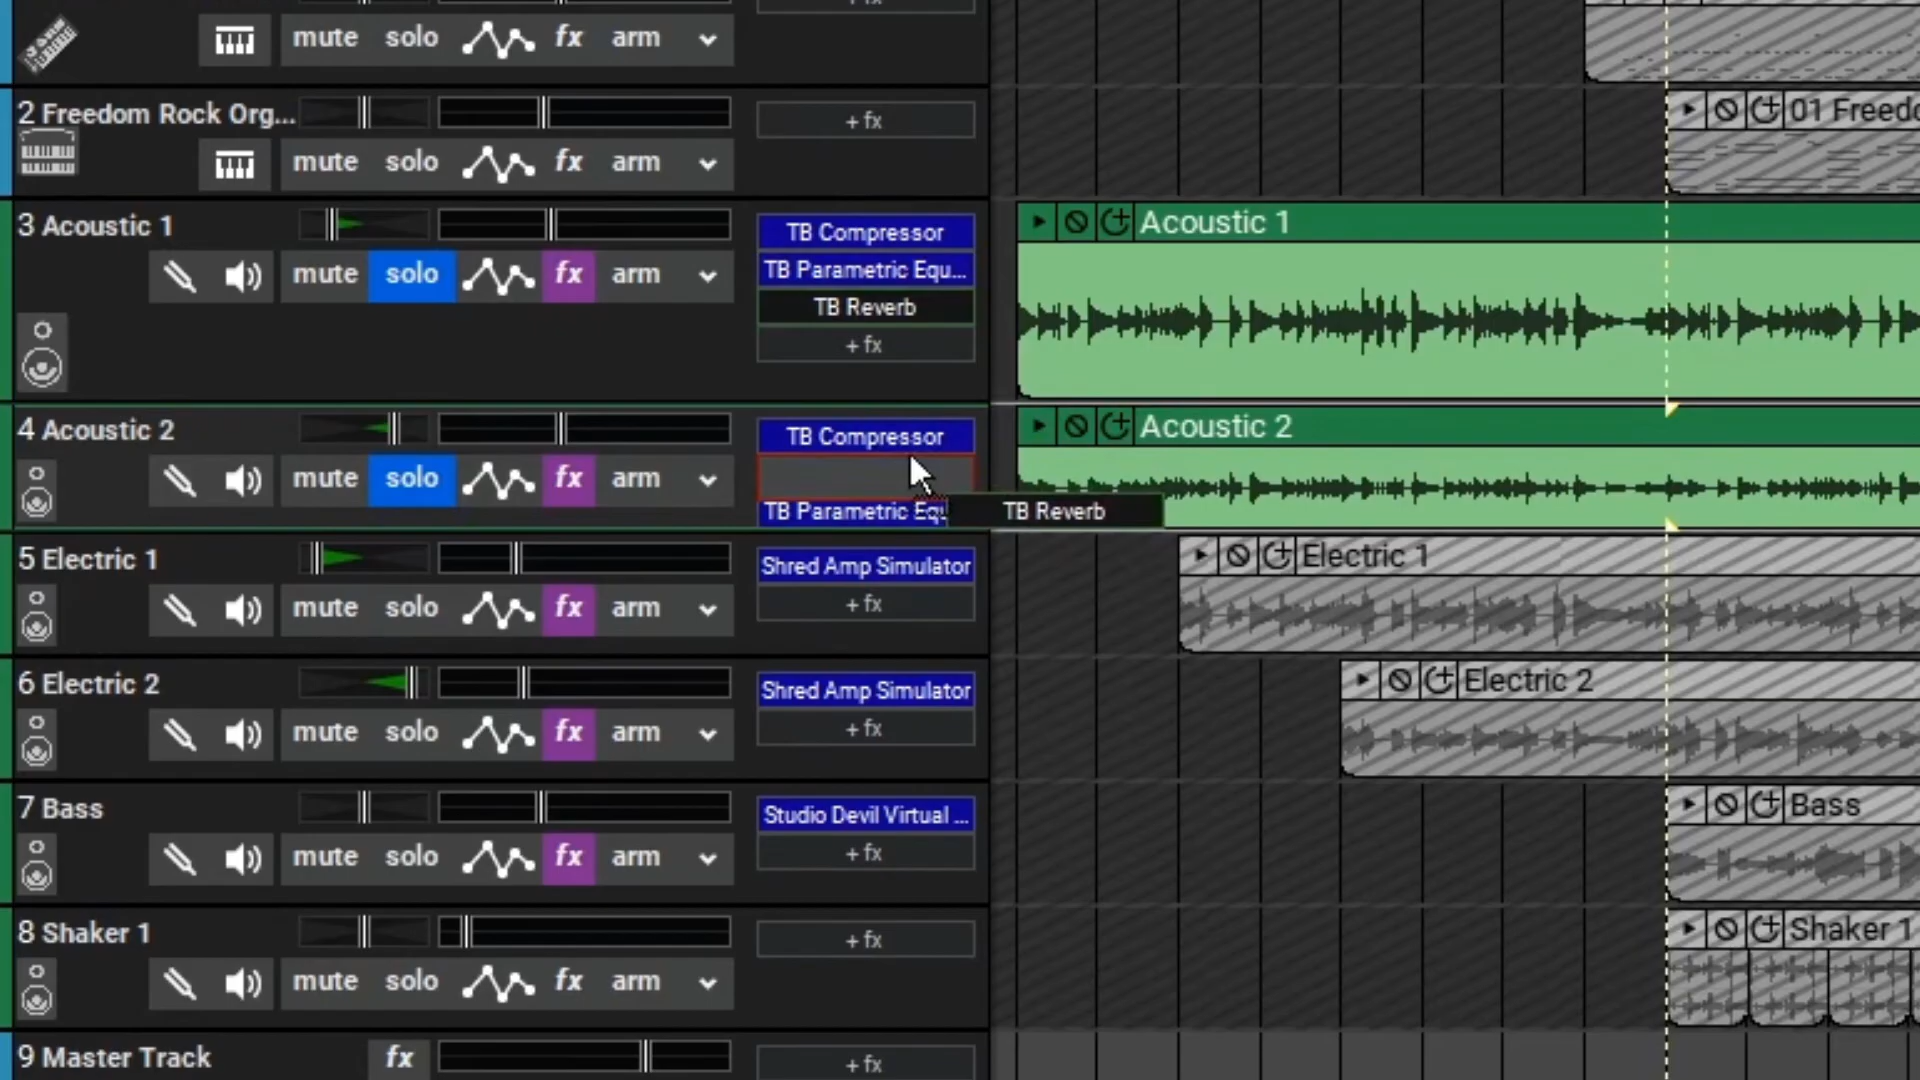 + fx
mute solo fx arm
2 Freedom Rock Org... + fx
01 Freedo
mute solo fx arm
3 Acoustic 1
TB Compressor
Acoustic 1
mute solo fx arm
TB Parametric Equ...
TB Reverb
+ fx
4 Acoustic 2
TB Compressor
Acoustic 2
mute solo fx arm
TB Parametric Equ
TB Reverb
5 Electric 1
Shred Amp Simulator
Electric 1
mute solo fx arm
+ fx
6 Electric 2
Shred Amp Simulator
Electric 2
mute solo fx arm
+ fx
7 Bass
Studio Devil Virtual ...
Bass
mute solo fx arm
+ fx
8 Shaker 1
+ fx
Shaker 1
mute solo fx arm
9 Master Track fx
+ fx